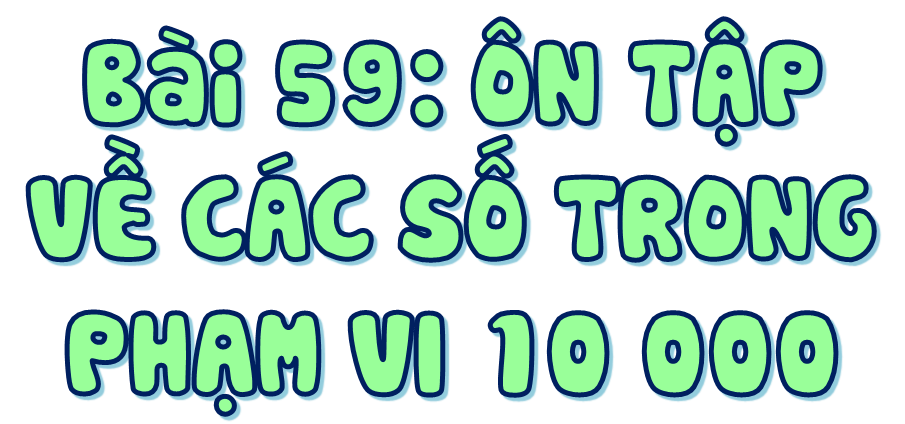 Bài 59: ÔN TẬP
VỀ CÁC SỐ TRONG
PHẠM VI 10 000